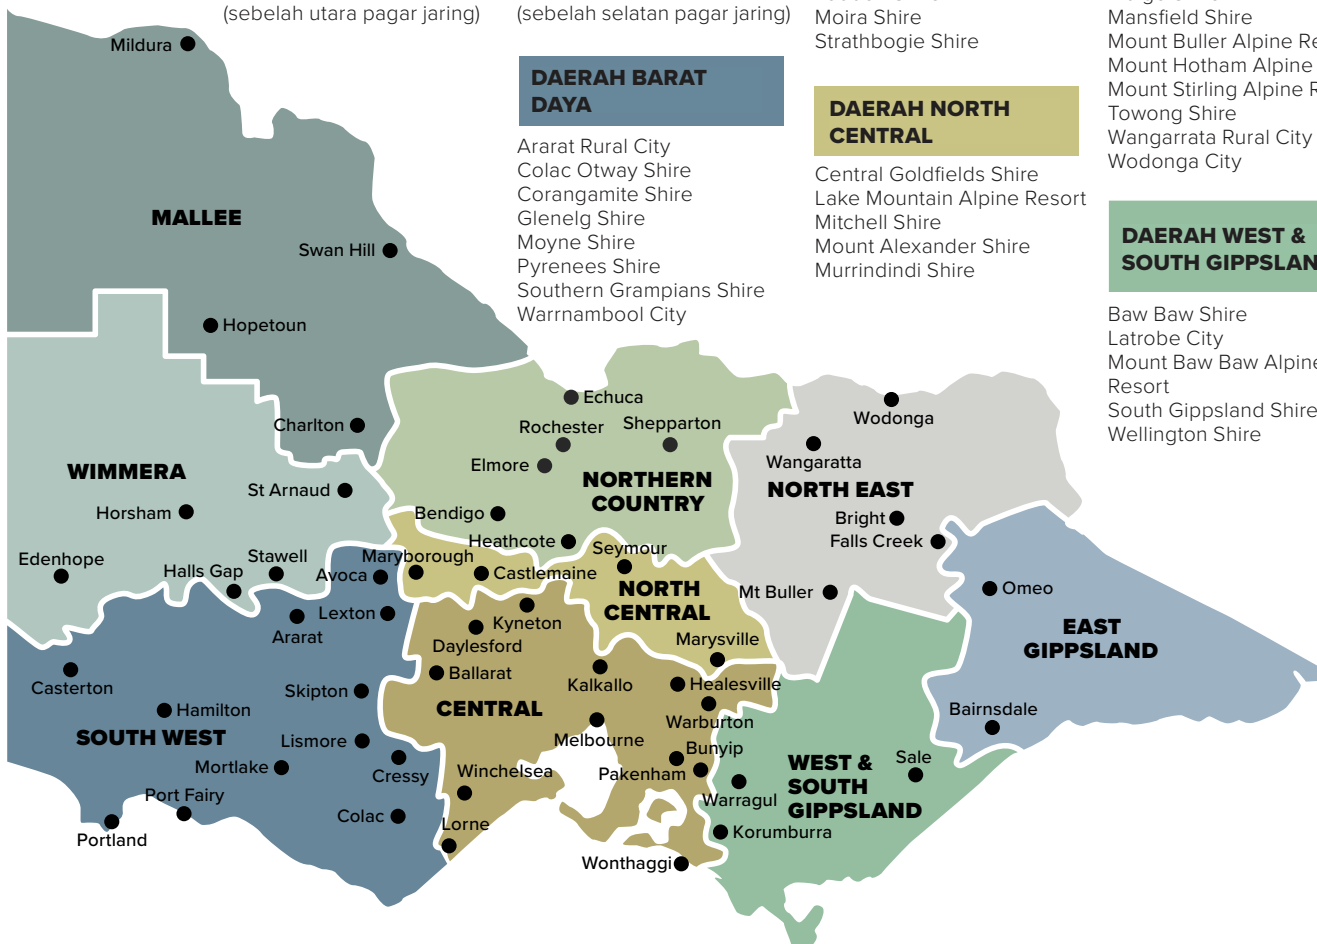 (sebelah utara pagar jaring)
(sebelah selatan pagar jaring)
DAERAH BARAT
DAYA
Ararat Rural City
Colac Otway Shire
Corangamite Shire
Glenelg Shire
Moyne Shire
Pyrenees Shire
Southern Grampians Shire
Warrnambool City
Moira Shire
Strathbogie Shire
DAERAH NORTH
CENTRAL
Central Goldfields Shire
Lake Mountain Alpine Resort
Mitchell Shire
Mount Alexander Shire
Murrindindi Shire
Mansfield Shire
Mount Buller Alpine Re
Mount Hotham Alpine
Mount Stirling Alpine R
Towong Shire
Wangarrata Rural City
Wodonga City
DAERAH WEST &
SOUTH GIPPSLAN
Baw Baw Shire
Latrobe City
Mount Baw Baw Alpine
Resort
South Gippsland Shire
Wellington Shire
Mildura
MALLEE
Swan Hill
Hopetoun
Charlton
WIMMERA
St Arnaud
Horsham
Edenhope
Stawell
Halls Gap
Echuca
Rochester
Shepparton
Elmore
NORTHERN
COUNTRY
Bendigo
Heathcote
Wodonga
Wangaratta
NORTH EAST
Bright
Falls Creek
Mt Buller
Maryborough
Castlemaine
Seymour
NORTH
CENTRAL
Marysville
Avoca
Lexton
Ararat
Casterton
Hamilton
Skipton
SOUTH WEST
Lismore
Mortlake
Cressy
Port Fairy
Portland
Colac
Kyneton
Daylesford
Ballarat
CENTRAL
Kalkallo
Healesville
Warburton
Melbourne
Bunyip
Pakenham
Winchelsea
Lorne
Wonthaggi
Omeo
EAST
GIPPSLAND
Bairnsdale
Sale
WEST &
SOUTH
GIPPSLAND
Warragul
Korumburra